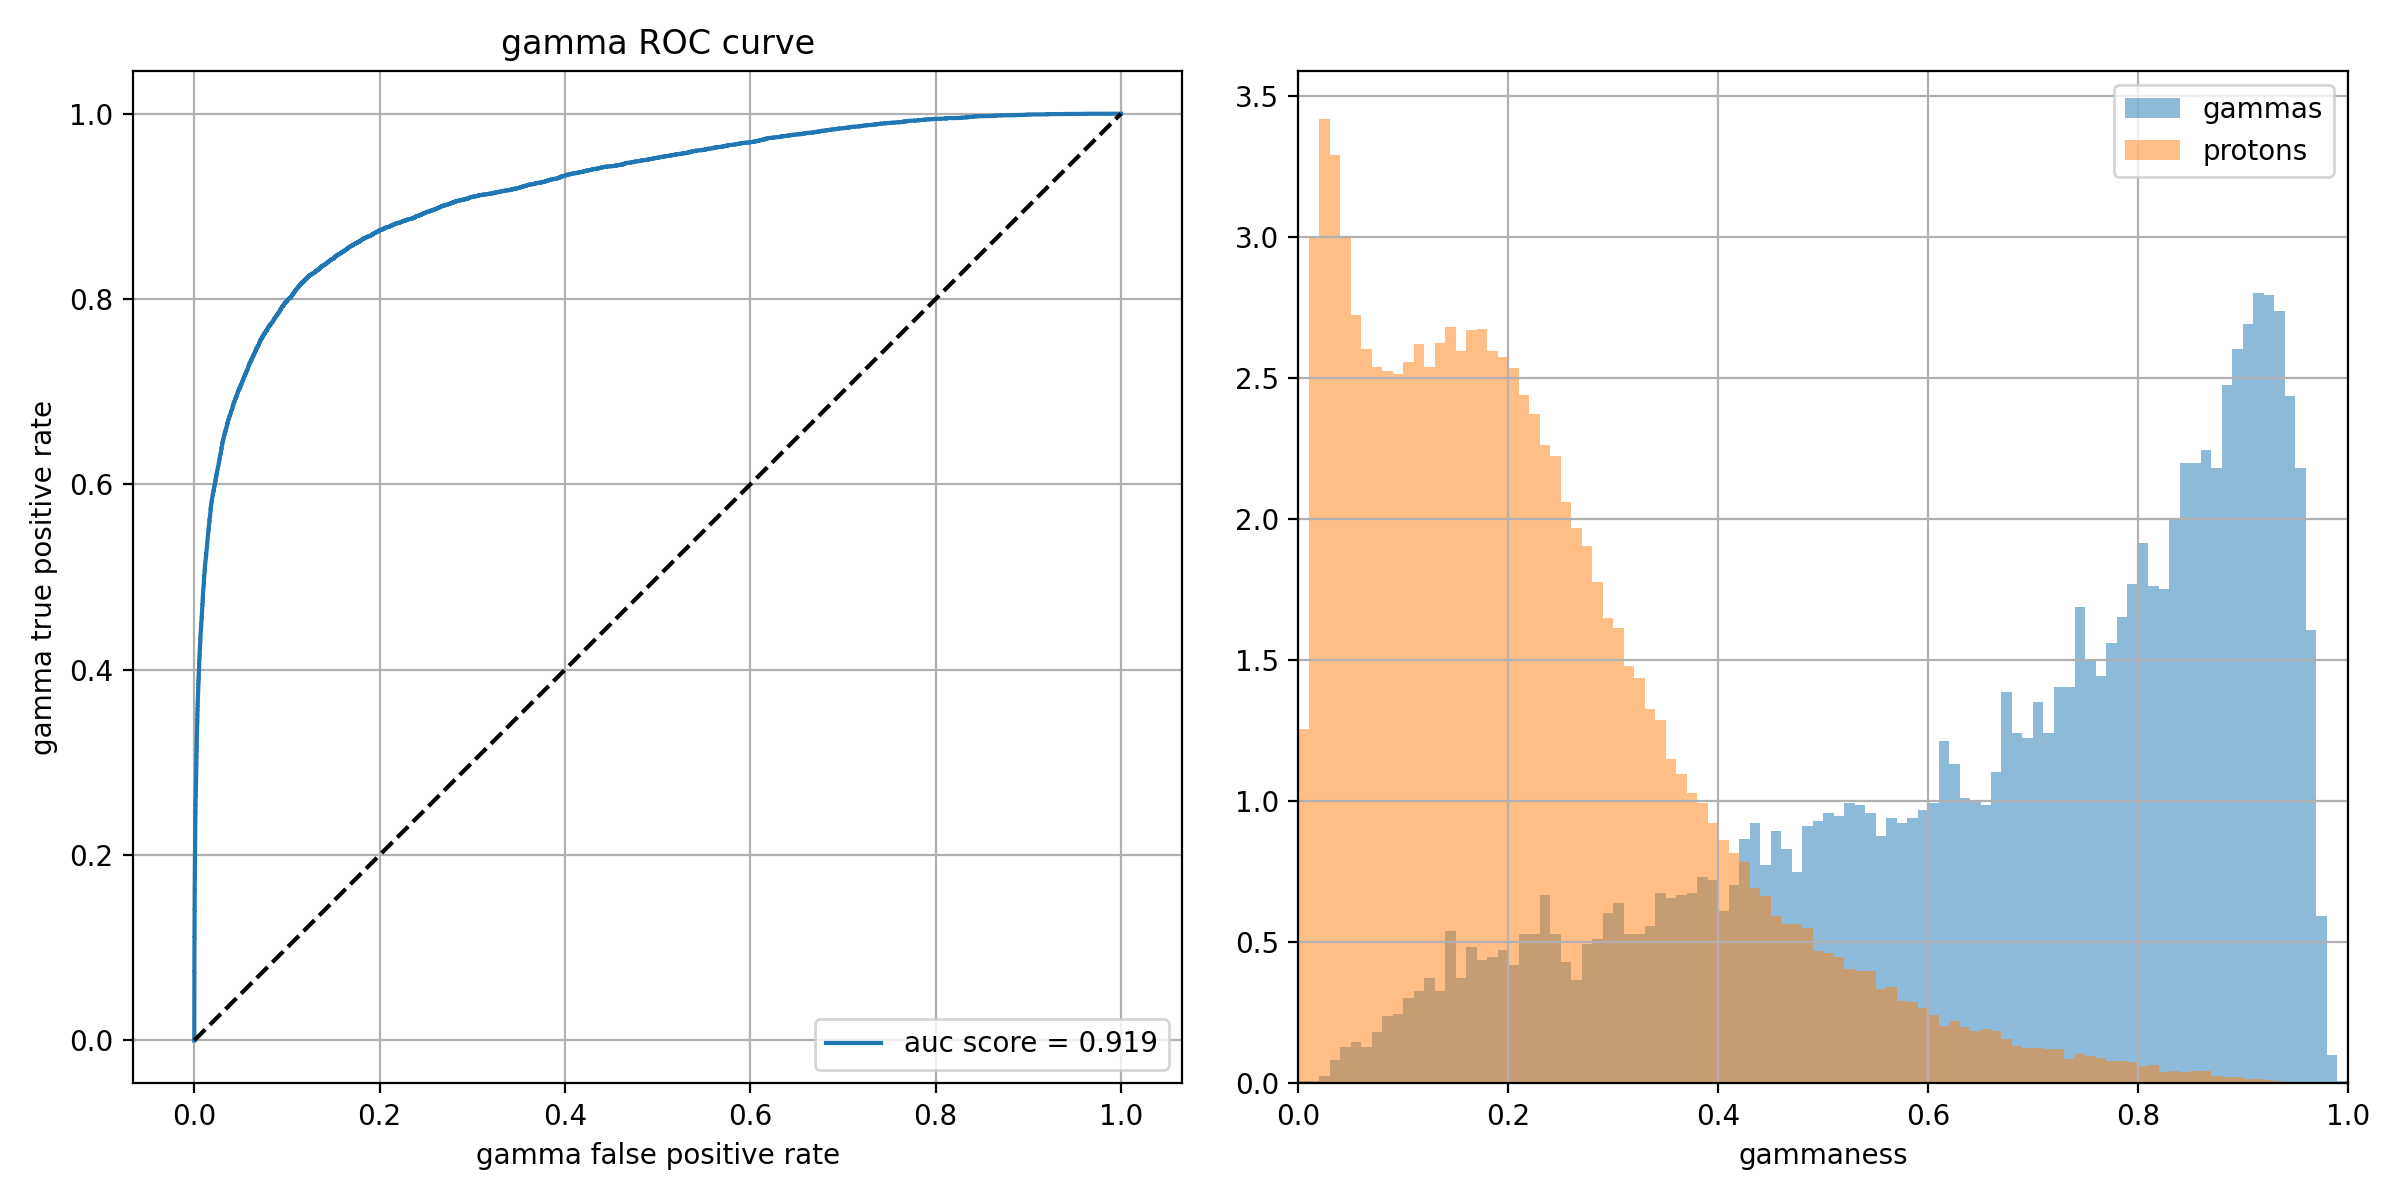 gamma ROC curve
1.0
0.8
0.6
0.4
0.2
0.0
gamma true positive rate
0.0 0.2 0.4 0.6 0.8 1.0
gamma false positive rate
auc score = 0.919
3.5
3.0
2.5
2.0
1.5
1.0
0.5
0.0
gammas
protons
0.0 0.2 0.4 0.6 0.8 1.0
gammaness